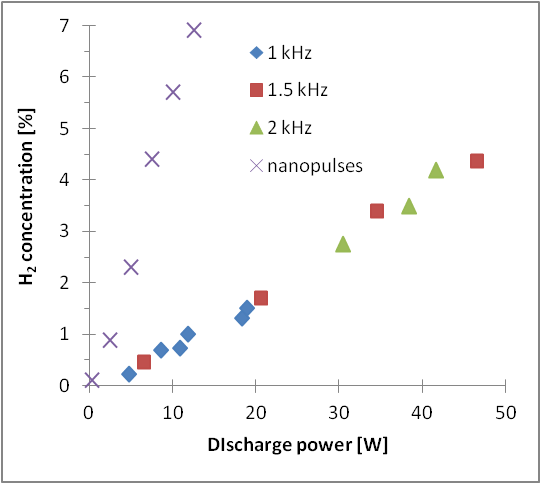 7
6
5
4
3
2
1
0
H2 concentration [%]
1 kHz
1.5 kHz
2 kHz
nanopulses
0 10 20 30 40 50
DIscharge power [W]